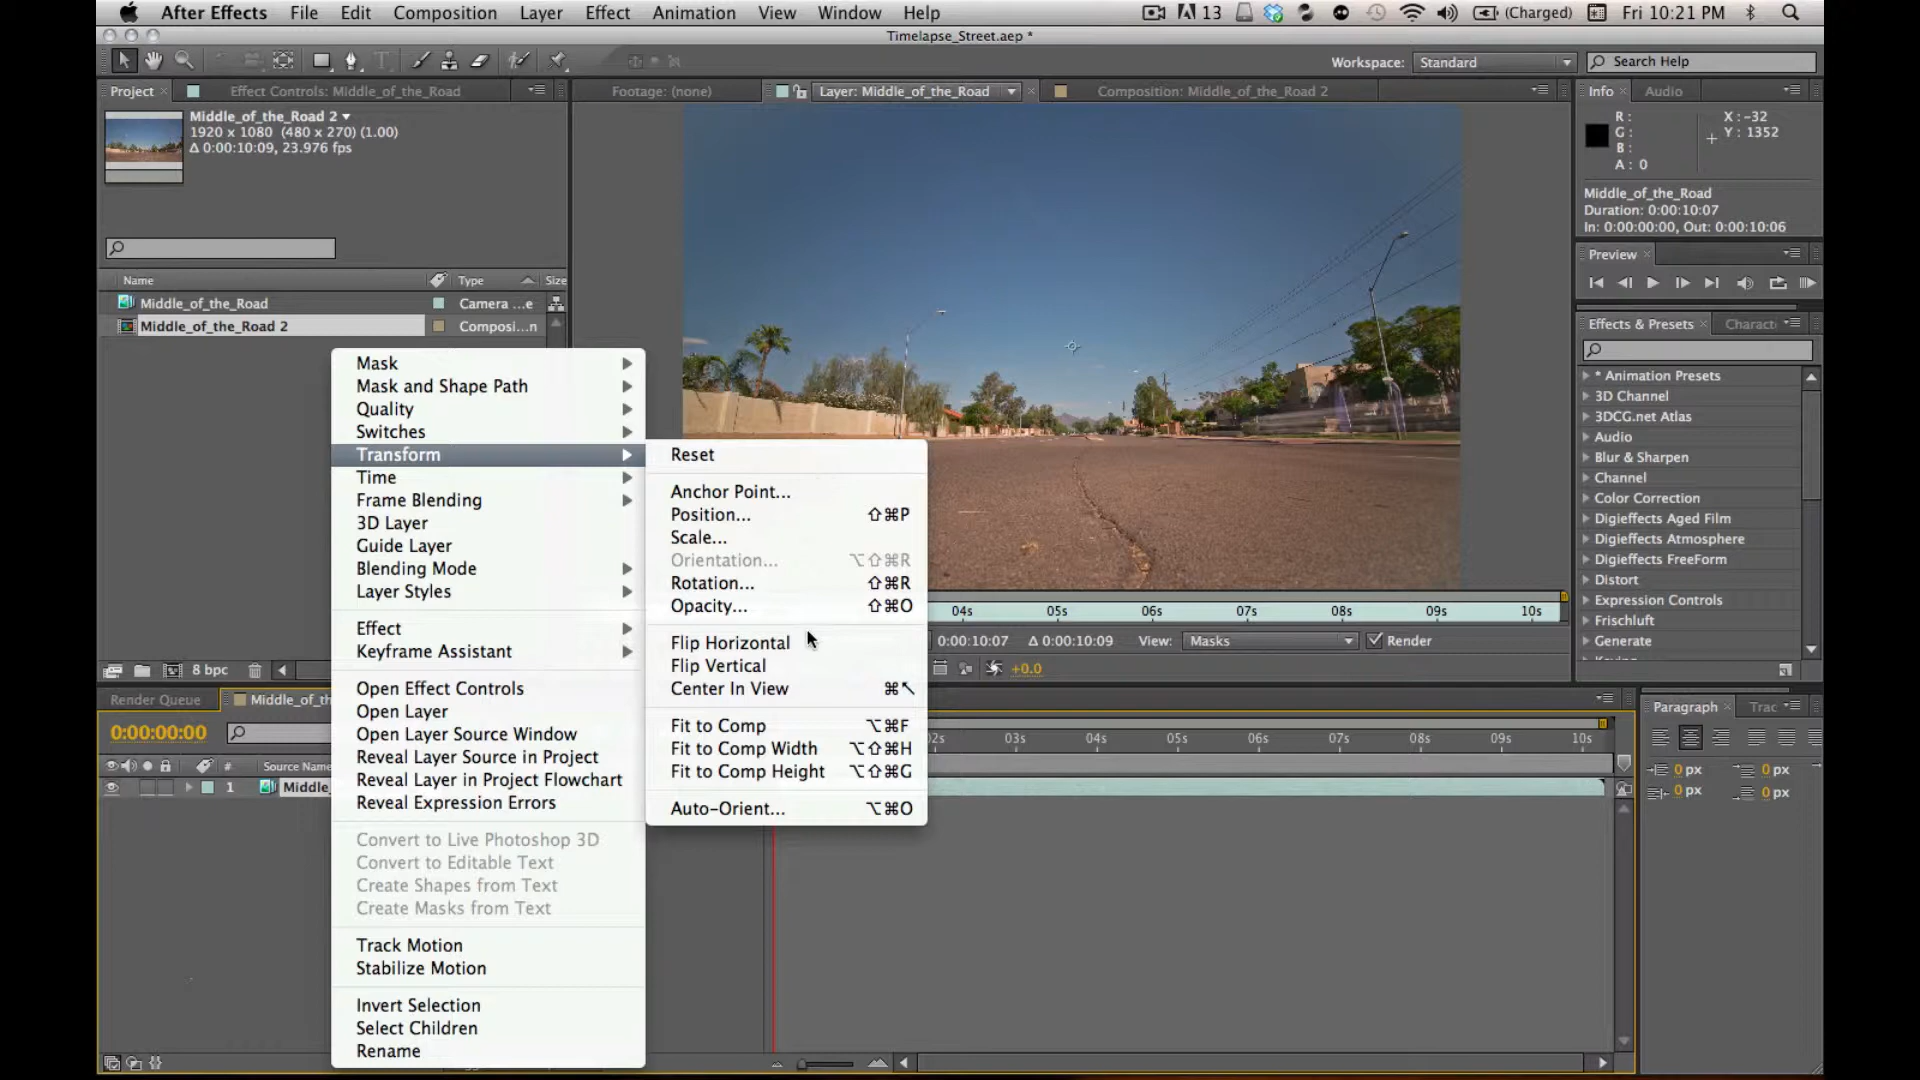 After Effects File Edit Composition Layer Effect Animation View Window Help 13 (Charged) Fri 10:21 PM
Timelapse_Street.aep *
Workspace: Standard Search Help
Project Effect Controls: Middle_of_the_Road Footage: (none) Layer: Middle_of_the_Road Composition: Middle_of_the_Road 2 Info Audio
Middle_of_the_Road 2
1920 x 1080 (480 x 270) (1.00)
Δ 0:00:10:09, 23.976 fps
R :
G :
B :
A : 0
X : -32
Y : 1352
Middle_of_the_Road
Duration: 0:00:10:07
In: 0:00:00:00, Out: 0:00:10:06
Preview
Name Type Size
Middle_of_the_Road Camera ...e
Middle_of_the_Road 2 Composi...n
Effects & Presets Charact
* Animation Presets
3D Channel
3DCG.net Atlas
Audio
Blur & Sharpen
Channel
Color Correction
Digieffects Aged Film
Digieffects Atmosphere
Digieffects FreeForm
Distort
Expression Controls
Frischluft
Generate
Mask
Mask and Shape Path
Quality
Switches
Transform
Time
Frame Blending
3D Layer
Guide Layer
Blending Mode
Layer Styles
Effect
Keyframe Assistant
Open Effect Controls
Open Layer
Open Layer Source Window
Reveal Layer Source in Project
Reveal Layer in Project Flowchart
Reveal Expression Errors
Convert to Live Photoshop 3D
Convert to Editable Text
Create Shapes from Text
Create Masks from Text
Track Motion
Stabilize Motion
Invert Selection
Select Children
Rename
Reset
Anchor Point...
Position... ⇧⌘P
Scale...
Orientation... ⌥⇧⌘R
Rotation... ⇧⌘R
Opacity... ⇧⌘O
Flip Horizontal
Flip Vertical
Center In View ⌘↖
Fit to Comp ⌥⌘F
Fit to Comp Width ⌥⇧⌘H
Fit to Comp Height ⌥⇧⌘G
Auto-Orient... ⌥⌘O
04s 05s 06s 07s 08s 09s 10s
0:00:10:07 Δ 0:00:10:09 View: Masks Render
+0.0
8 bpc
Render Queue Middle_of_th
0:00:00:00
02s 03s 04s 05s 06s 07s 08s 09s 10s
# Source Name
1 Middle_
Paragraph Trac
0 px 0 px
0 px 0 px